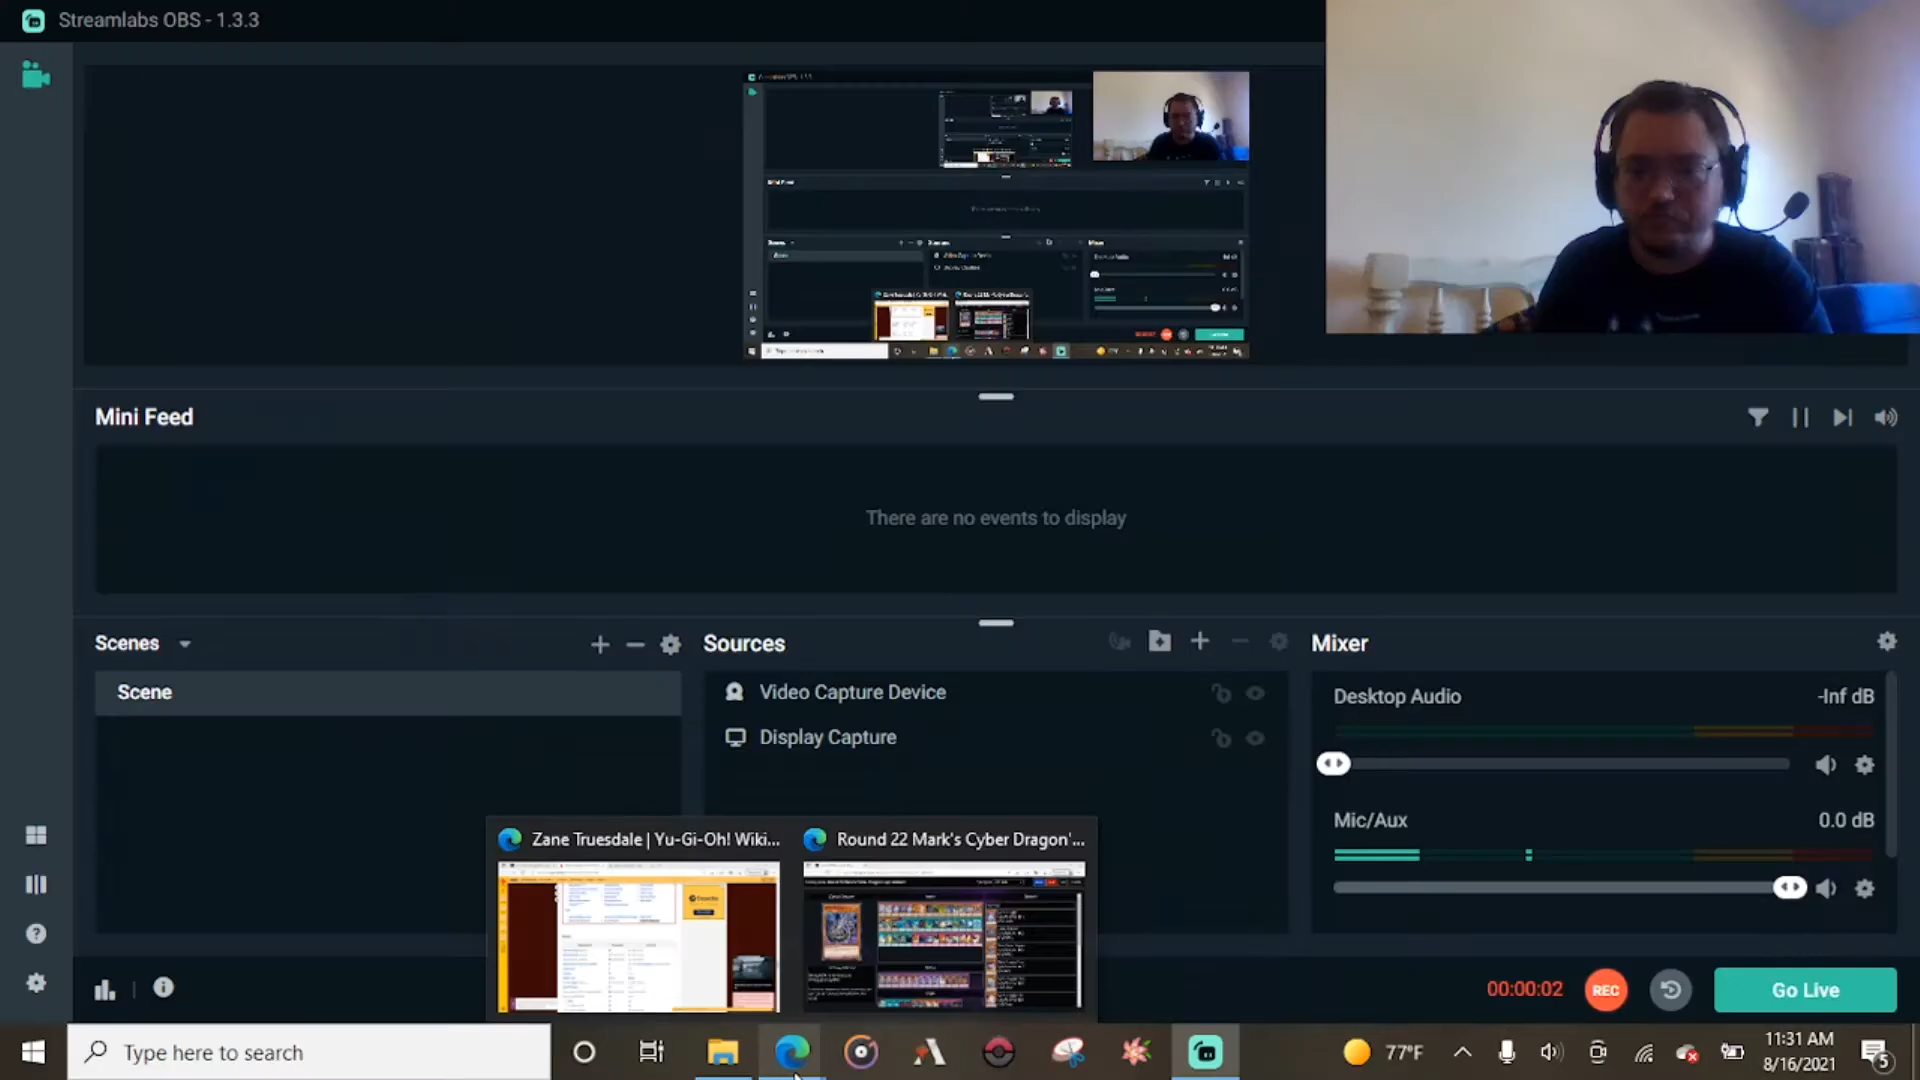 Streamlabs OBS - 1.3.3
Mini Feed
There are no events to display
Scenes
Sources
Mixer
Scene
Video Capture Device
Display Capture
Desktop Audio
-Inf dB
Mic/Aux
0.0 dB
Zane Truesdale | Yu-Gi-Oh! Wiki...
Round 22 Mark's Cyber Dragon'...
00:00:02
REC
Go Live
Type here to search
77°F
11:31 AM
8/16/2021
5